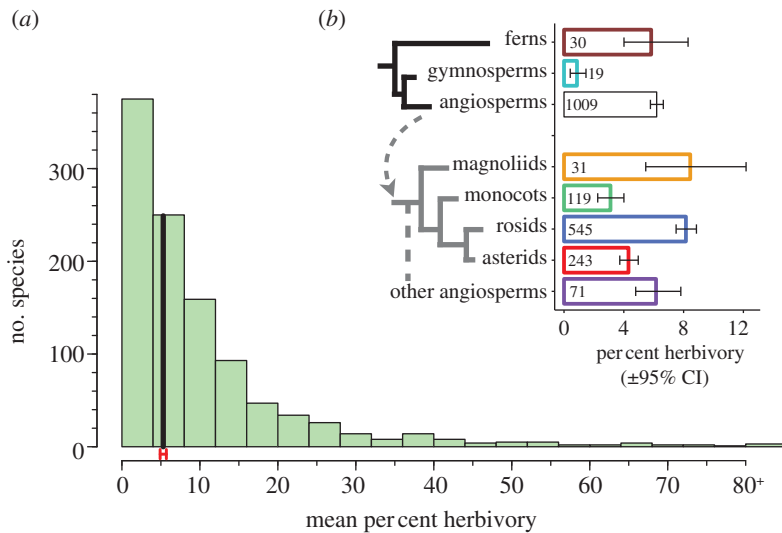 (a)
no. species
300
200
100
0
0 10 20 30 40 50 60 70 80+
mean per cent herbivory
(b)
ferns 30
gymnosperms 19
angiosperms 1009
magnoliids 31
monocots 119
rosids 545
asterids 243
other angiosperms 71
0 4 8 12
per cent herbivory
(±95% CI)